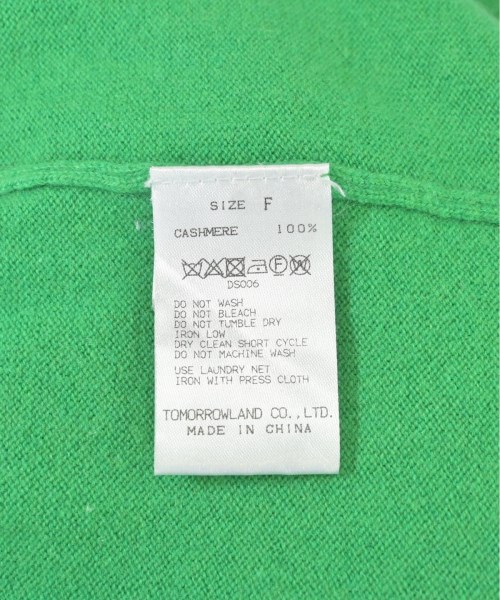 SIZE F
CASHMERE 100%
DS006
DO NOT WASH
DO NOT BLEACH
DO NOT TUMBLE DRY
IRON LOW
DRY CLEAN SHORT CYCLE
DO NOT MACHINE WASH
USE LAUNDRY NET
IRON WITH PRESS CLOTH
TOMORROWLAND CO.,LTD.
MADE IN CHINA